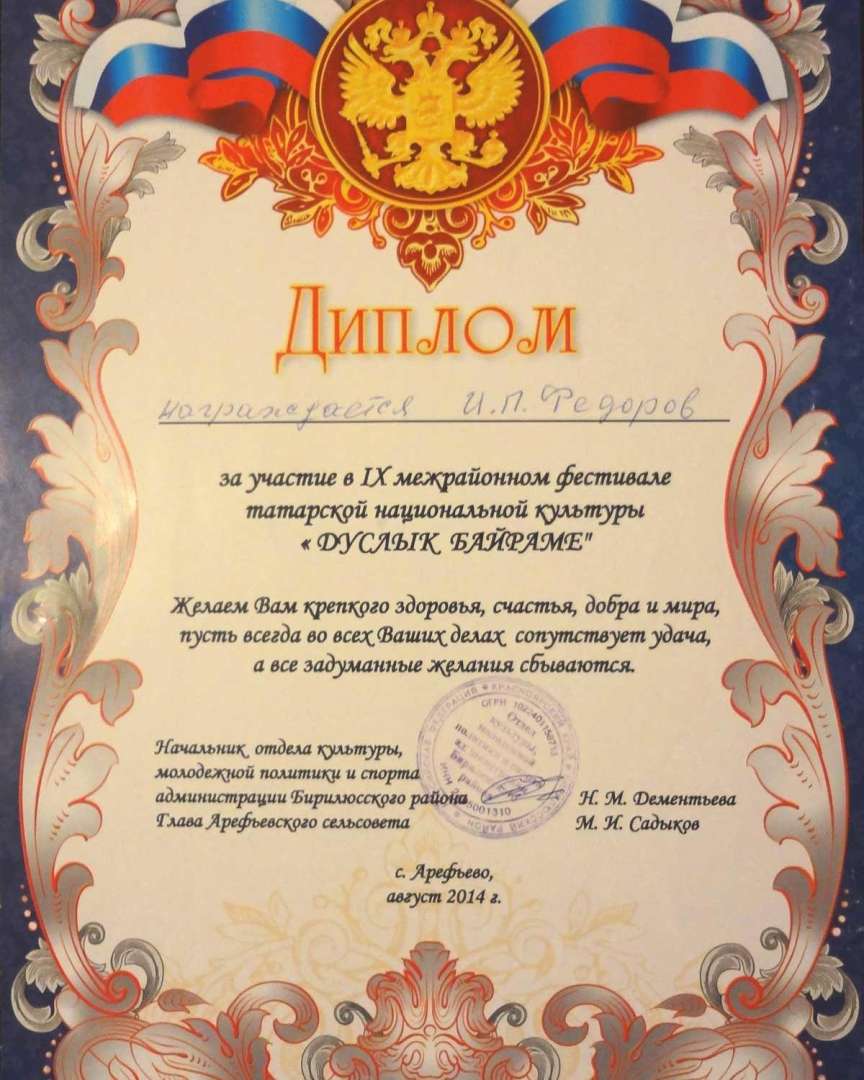 Диплом
награждается И.П. Федоров
за участие в IX межрайонном фестивале
татарской национальной культуры
« ДУСЛЫК БАЙРАМЕ"
Желаем Вам крепкого здоровья, счастья, добра и мира,
пусть всегда во всех Ваших делах сопутствует удача,
а все задуманные желания сбываются.
Начальник отдела культуры,
молодежной политики и спорта
администрации Бирилюсского района Н. М. Дементьева
Глава Арефьевского сельсовета М. И. Садыков
с. Арефьево,
август 2014 г.